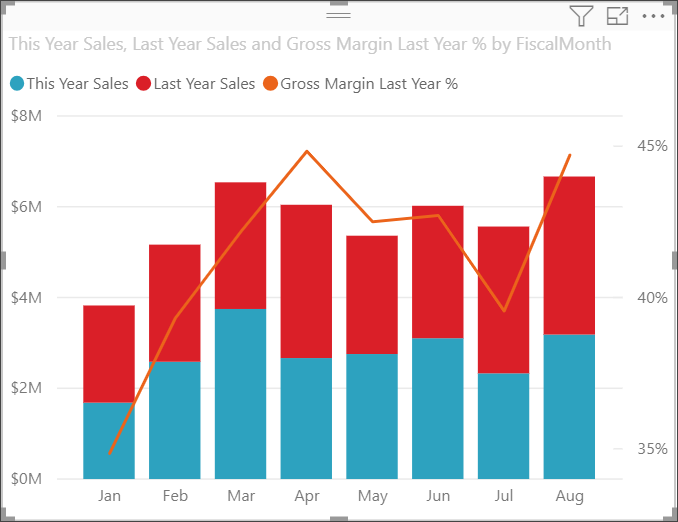 This Year Sales, Last Year Sales and Gross Margin Last Year % by FiscalMonth
This Year Sales Last Year Sales Gross Margin Last Year %
$8M
45%
$6M
$4M 40%
$2M
35%
$0M
Jan Feb Mar Apr May Jun Jul Aug